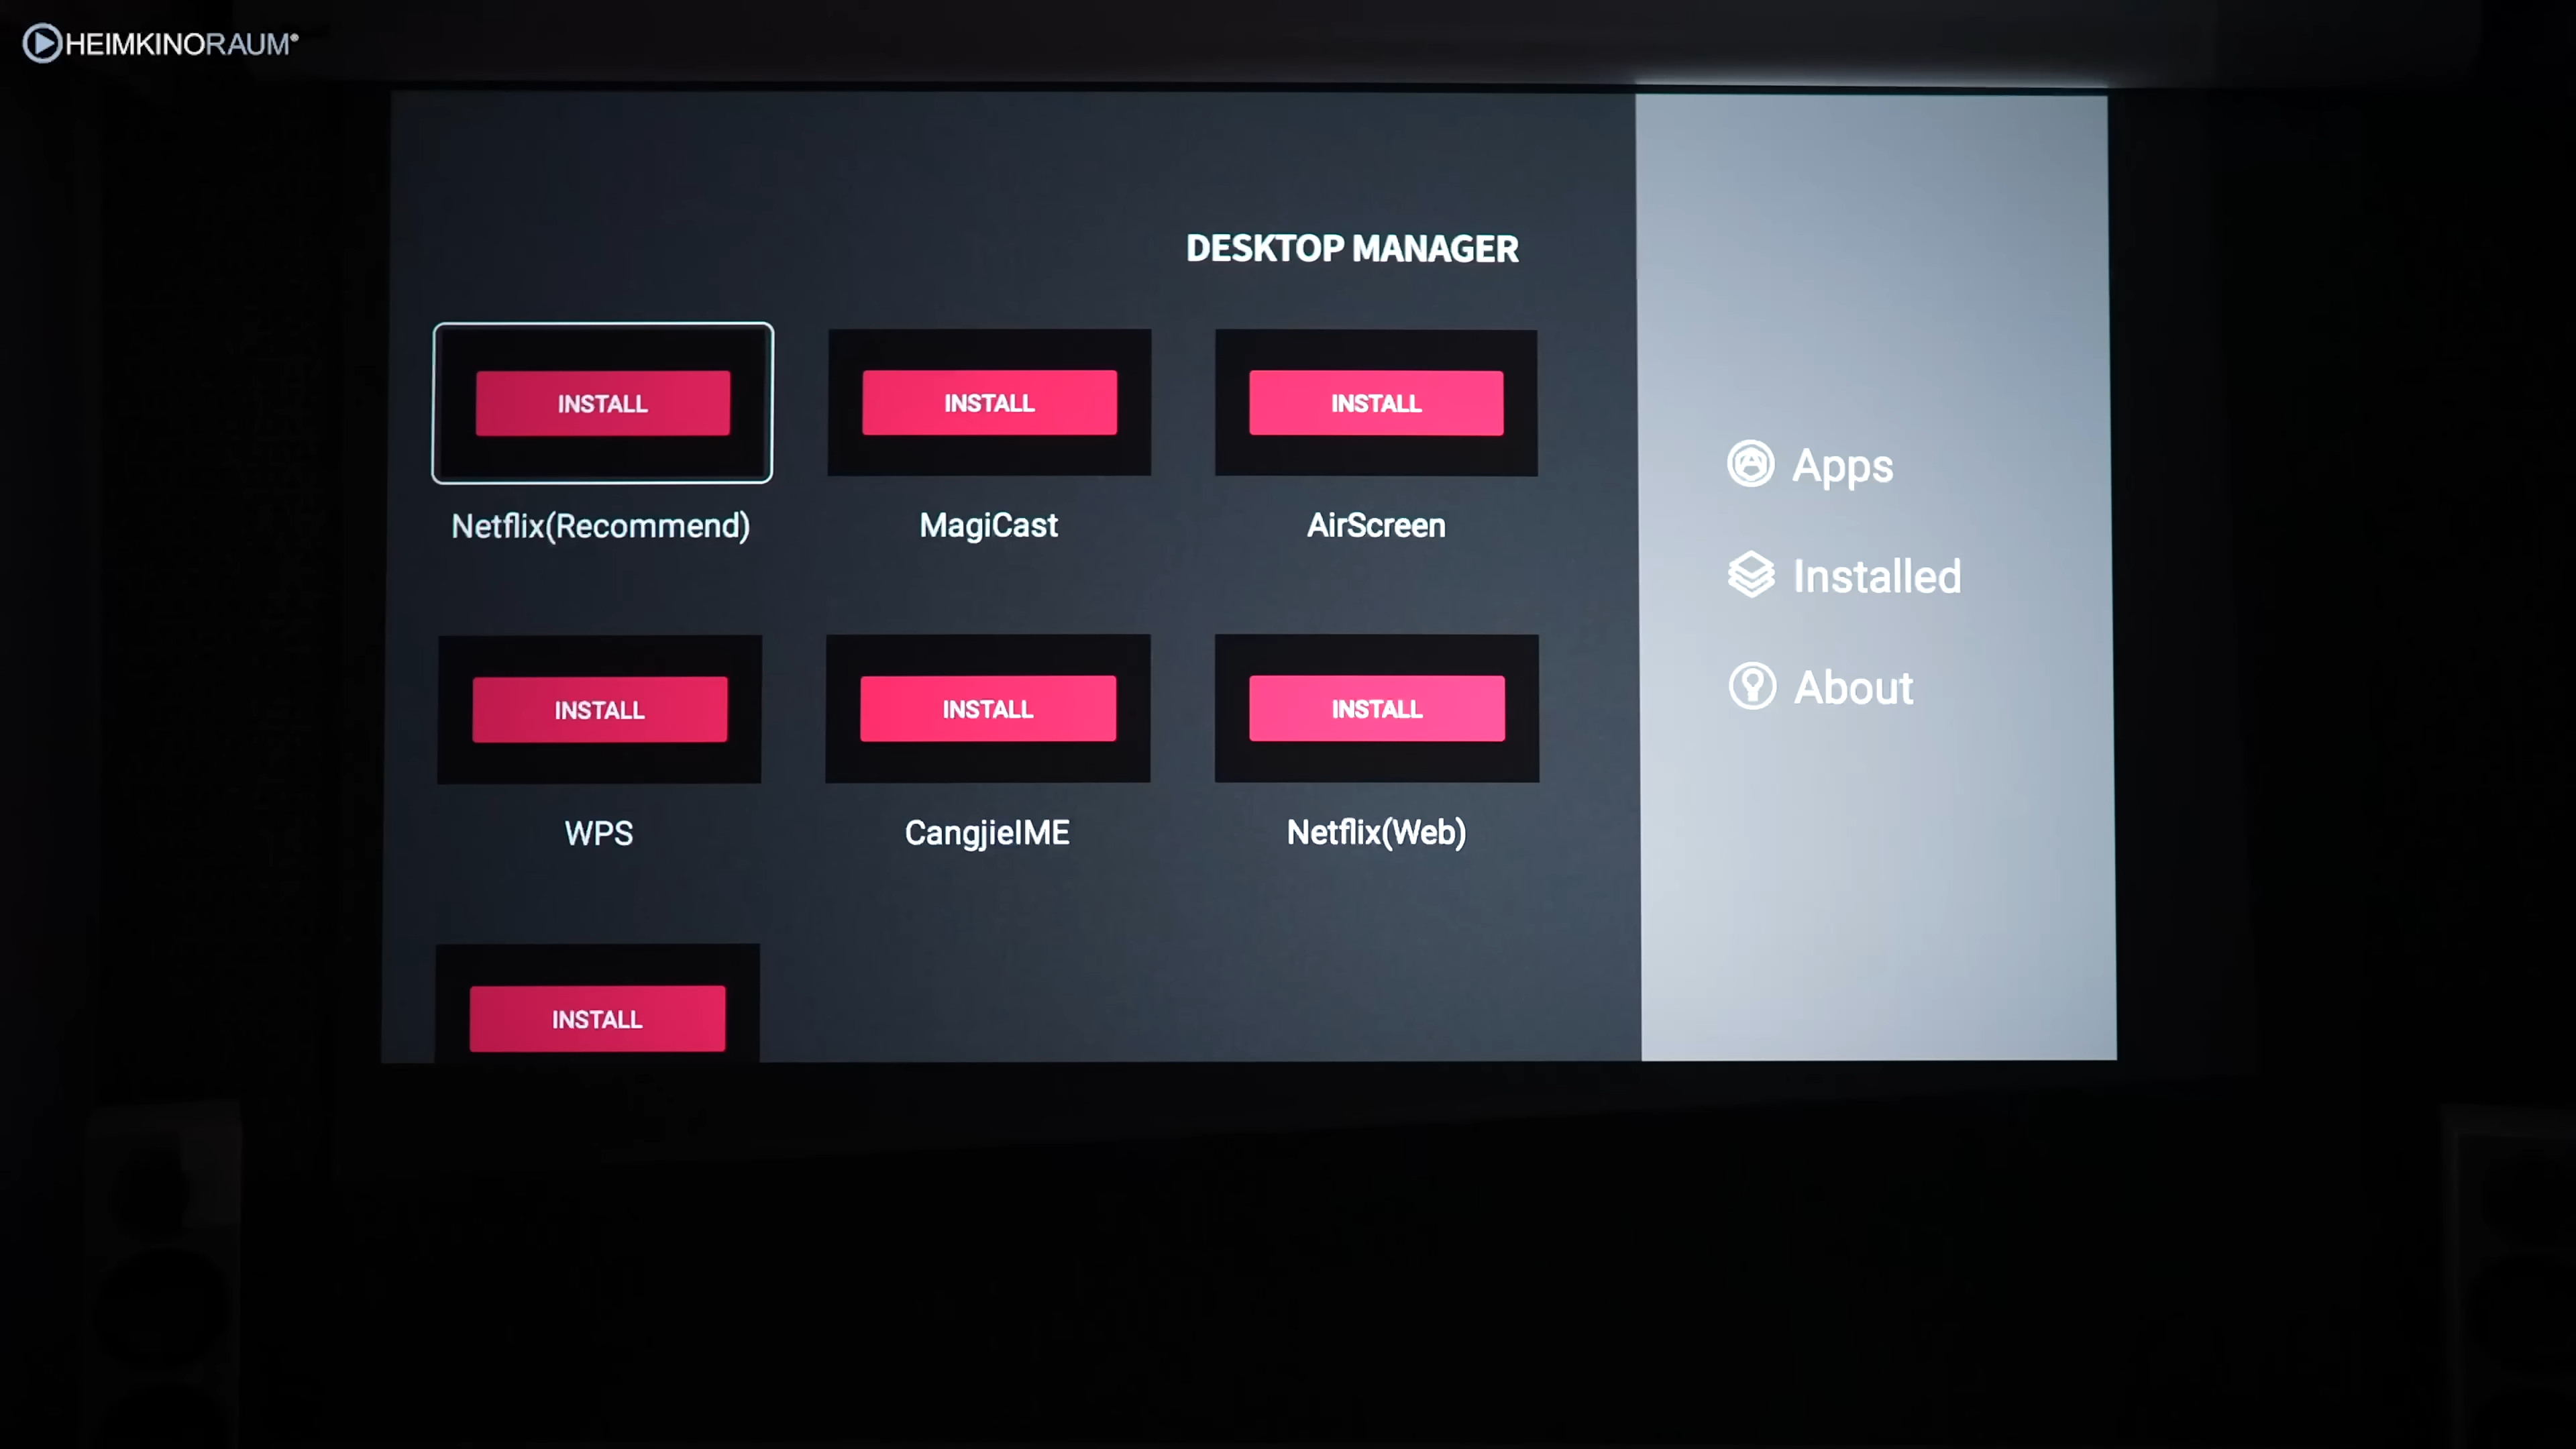 HEIMKINORAUM®
DESKTOP MANAGER
INSTALL
INSTALL
INSTALL
Netflix(Recommend)
MagiCast
AirScreen
INSTALL
INSTALL
INSTALL
WPS
CangjieIME
Netflix(Web)
INSTALL
Apps
Installed
About